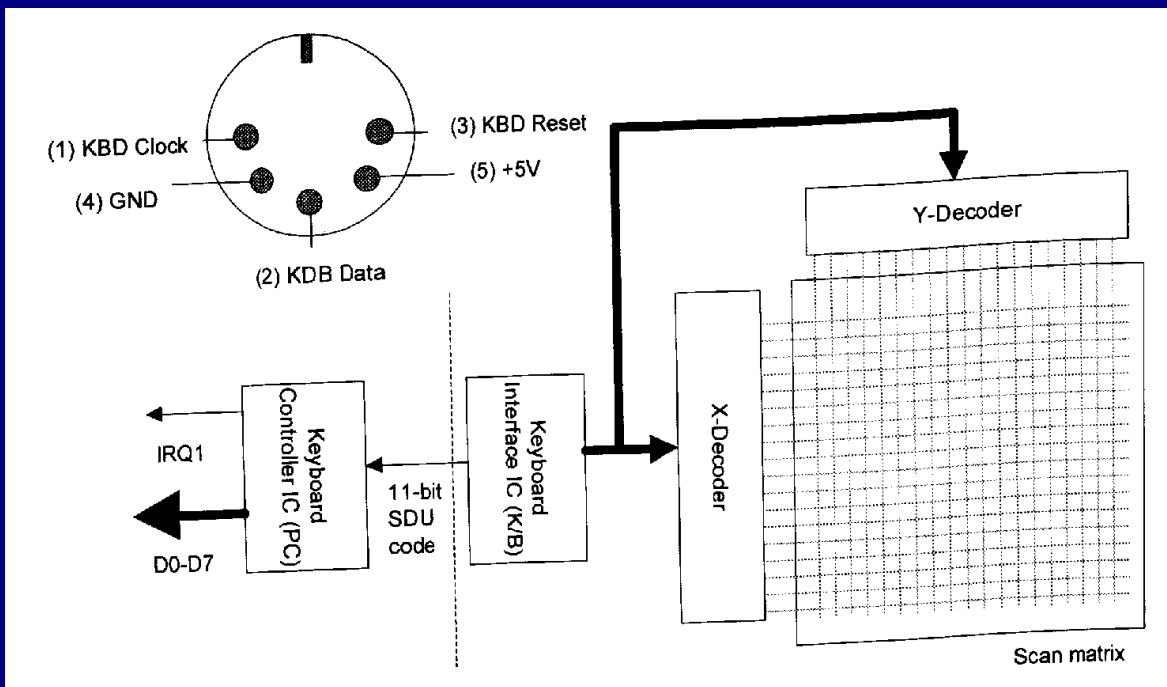 (1) KBD Clock
(3) KBD Reset
(4) GND
(5) +5V
(2) KDB Data
Y-Decoder
X-Decoder
Keyboard
Controller IC (PC)
Keyboard
Interface IC (K/B)
IRQ1
D0-D7
11-bit
SDU
code
Scan matrix